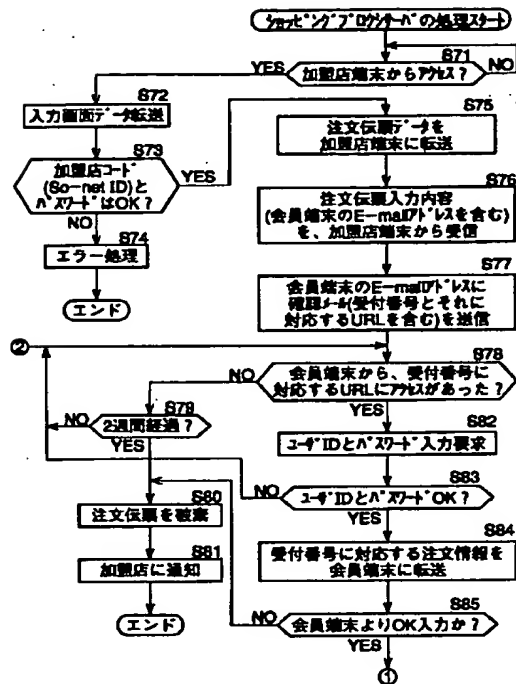 ショッピングプロクシサーバの処理スタート
S71
加盟店端末からアクセス？
YES
NO
S72
入力画面データ転送
S73
加盟店コード
(So-net ID)と
パスワードはOK？
YES
NO
S74
エラー処理
エンド
S75
注文伝票データを
加盟店端末に転送
S76
注文伝票入力内容
(会員端末のE-mailアドレスを含む)
を、加盟店端末から受信
S77
会員端末のE-mailアドレスに
確認メール(受付番号とそれに
対応するURLを含む)を送信
②
S78
会員端末から、受付番号に
対応するURLにアクセスがあった？
NO
YES
S79
2週間経過？
NO
YES
S82
ユーザIDとパスワード入力要求
S83
ユーザIDとパスワードOK？
NO
YES
S80
注文伝票を破棄
S81
加盟店に通知
エンド
S84
受付番号に対応する注文情報を
会員端末に転送
S85
会員端末よりOK入力か？
NO
YES
①